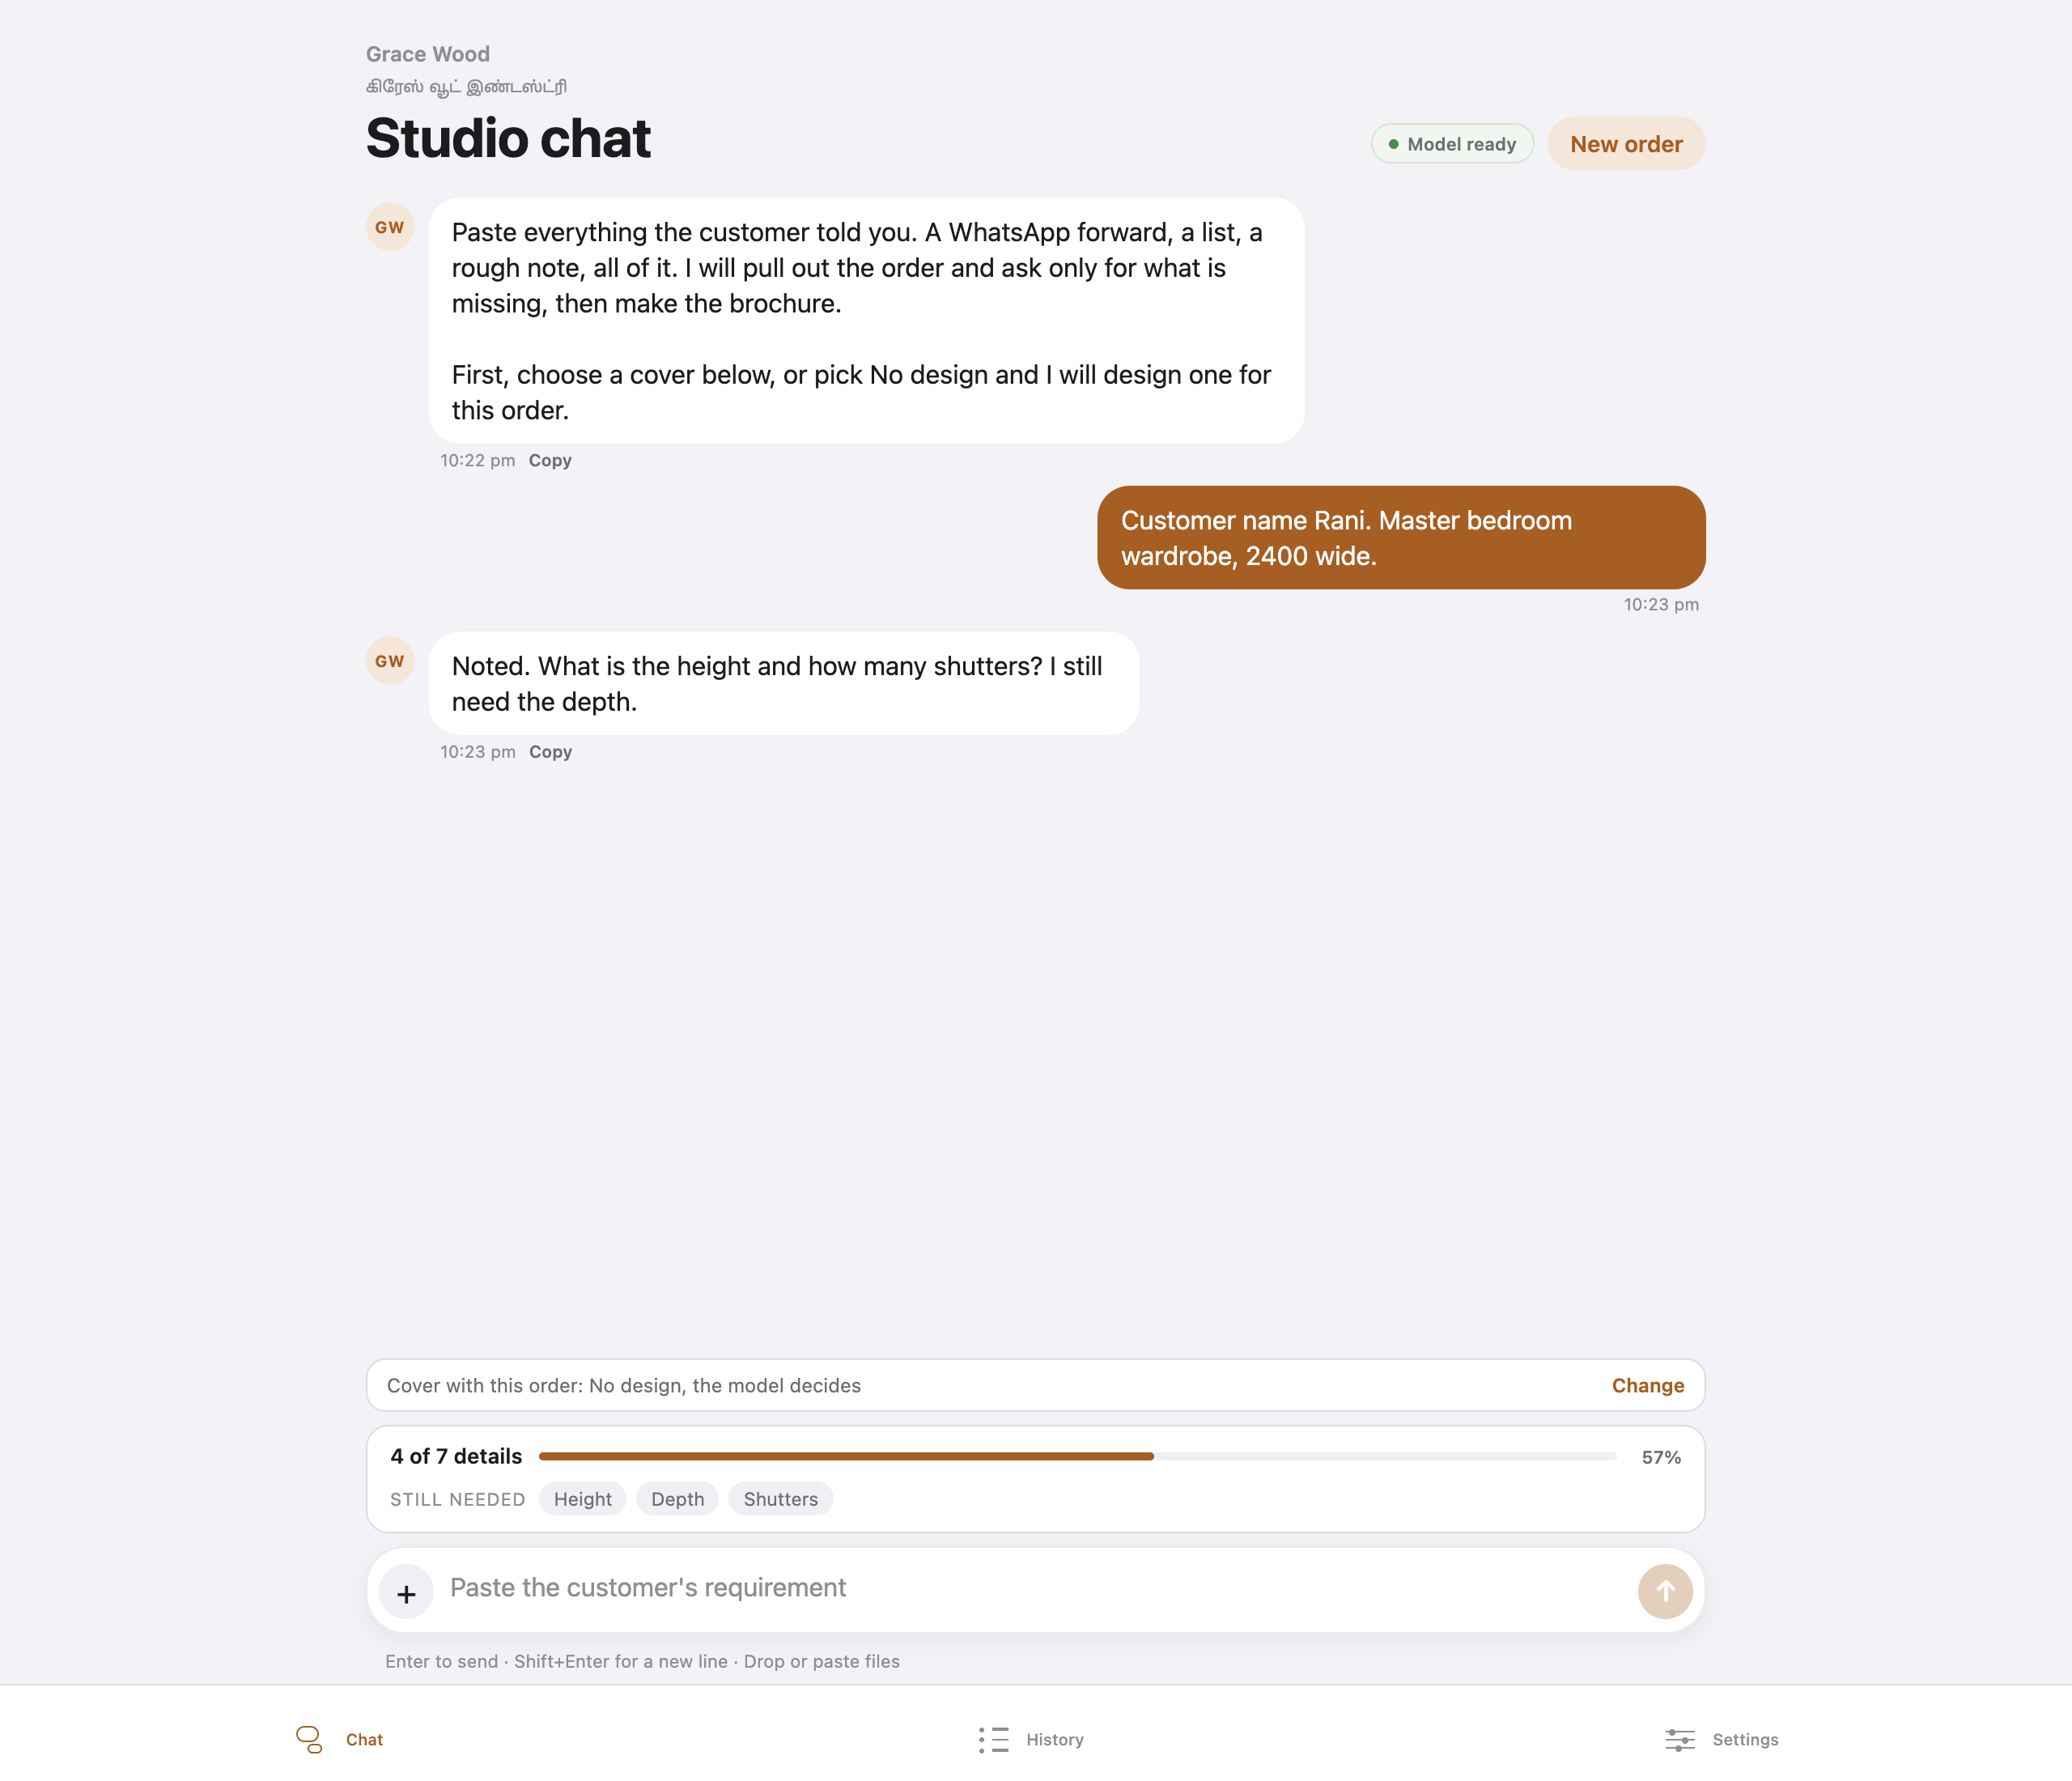 Grace Wood
கிரேஸ் வூட் இண்டஸ்ட்ரி
Studio chat
Model ready
New order
GW
Paste everything the customer told you. A WhatsApp forward, a list, a
rough note, all of it. I will pull out the order and ask only for what is
missing, then make the brochure.
First, choose a cover below, or pick No design and I will design one for
this order.
10:22 pm Copy
Customer name Rani. Master bedroom
wardrobe, 2400 wide.
10:23 pm
GW
Noted. What is the height and how many shutters? I still
need the depth.
10:23 pm Copy
Cover with this order: No design, the model decides
Change
4 of 7 details
57%
STILL NEEDED Height Depth Shutters
Paste the customer's requirement
Enter to send · Shift+Enter for a new line · Drop or paste files
Chat
History
Settings